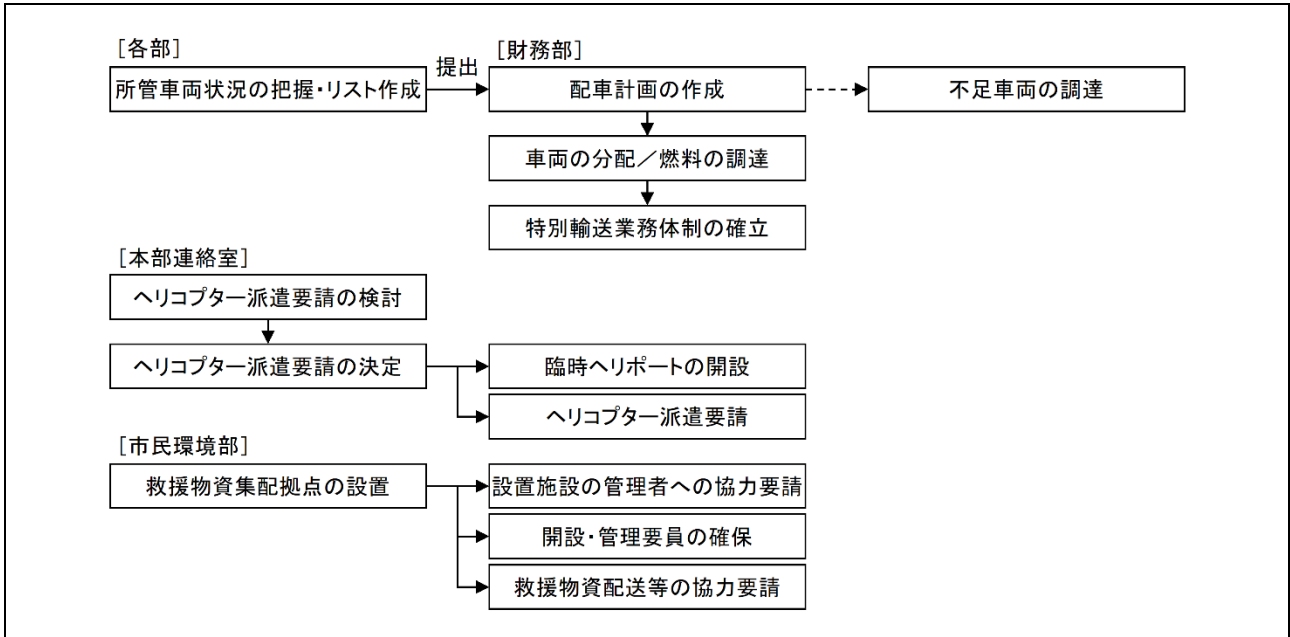 ［各部］
所管車両状況の把握・リスト作成
提出
［財務部］
配車計画の作成
不足車両の調達
車両の分配／燃料の調達
特別輸送業務体制の確立
［本部連絡室］
ヘリコプター派遣要請の検討
ヘリコプター派遣要請の決定
臨時ヘリポートの開設
ヘリコプター派遣要請
［市民環境部］
救援物資集配拠点の設置
設置施設の管理者への協力要請
開設・管理要員の確保
救援物資配送等の協力要請